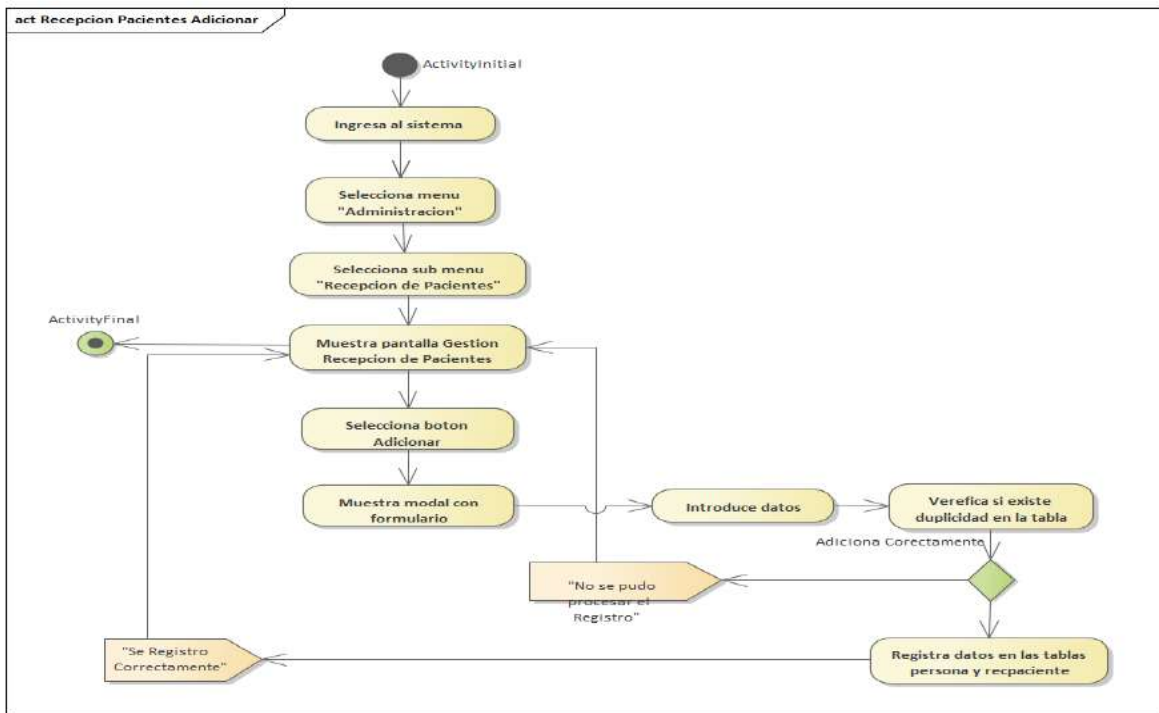 act Recepcion Pacientes Adicionar
ActivityInitial
Ingresa al sistema
Selecciona menu
"Administracion"
Selecciona sub menu
"Recepcion de Pacientes"
ActivityFinal
Muestra pantalla Gestion
Recepcion de Pacientes
Selecciona boton
Adicionar
Muestra modal con
formulario
Introduce datos
Verefica si existe
duplicidad en la tabla
Adiciona Corectamente
"No se pudo
procesar el
Registro"
"Se Registro
Correctamente"
Registra datos en las tablas
persona y recpaciente